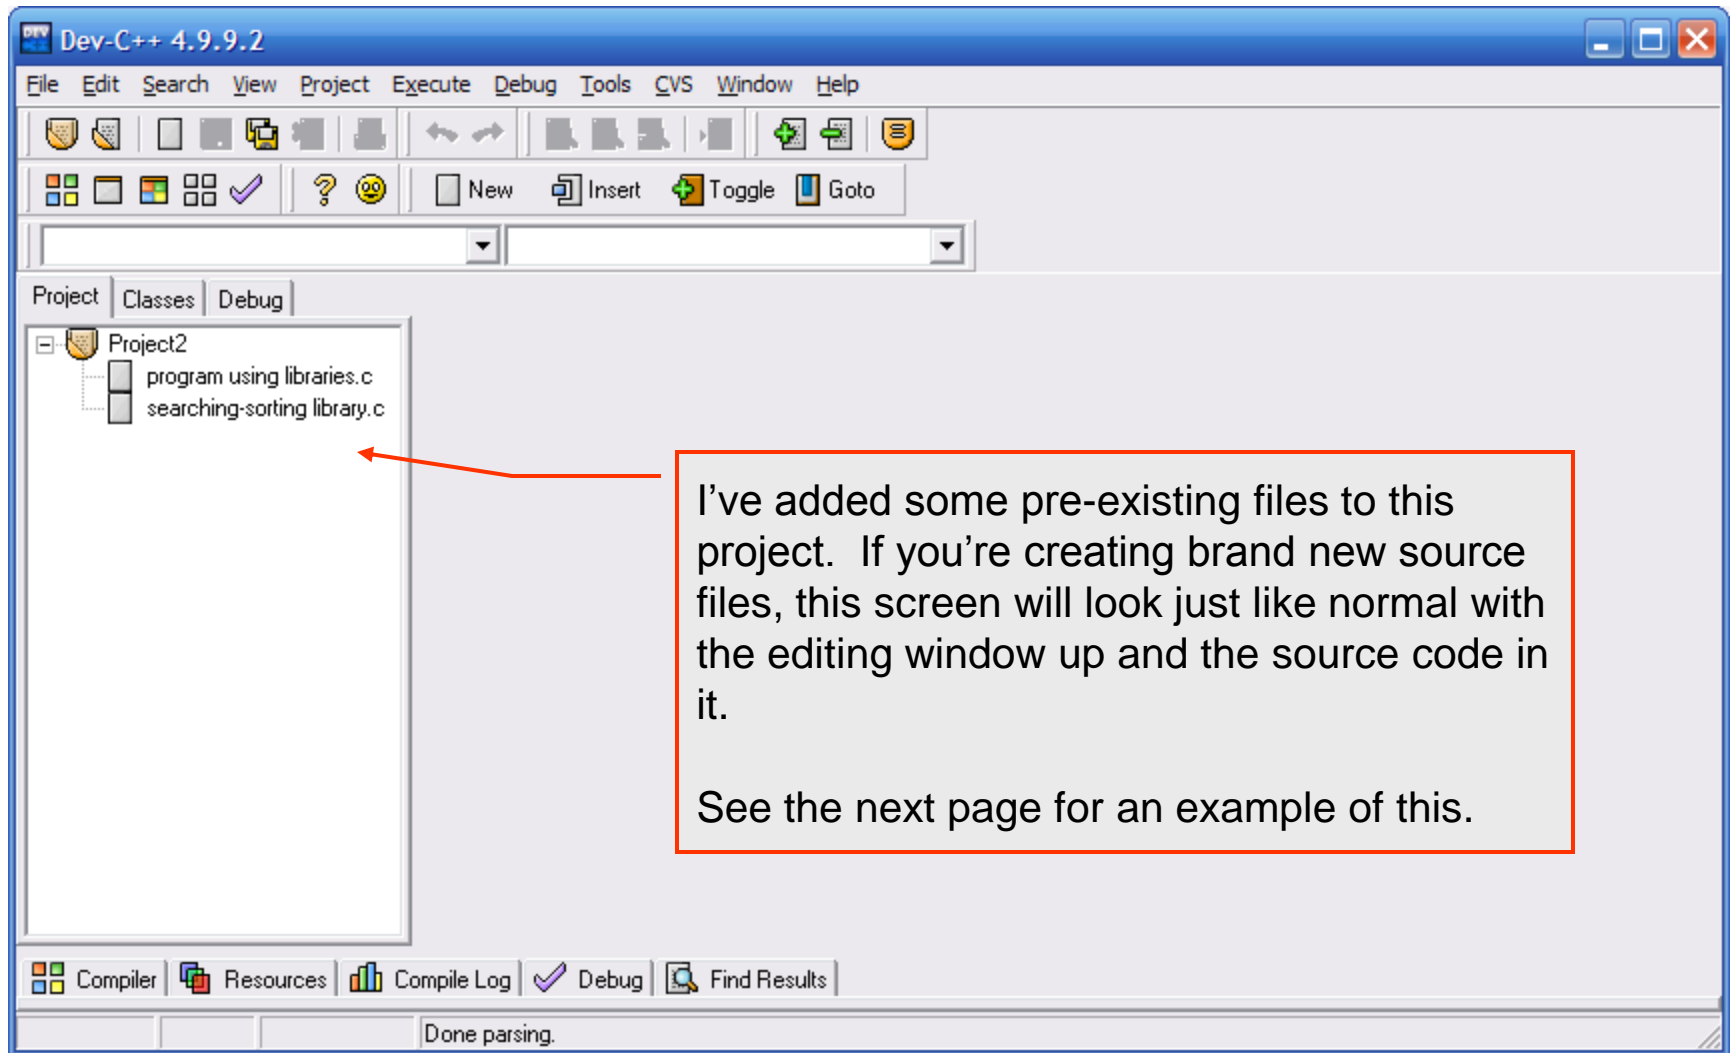 DEV
Dev-C++ 4.9.9.2
File Edit Search View Project Execute Debug Tools CVS Window Help
New Insert Toggle Goto
Project Classes Debug
Project2
program using libraries.c
searching-sorting library.c
I’ve added some pre-existing files to this
project.  If you’re creating brand new source
files, this screen will look just like normal with
the editing window up and the source code in
it.
See the next page for an example of this.
Compiler Resources Compile Log Debug Find Results
Done parsing.